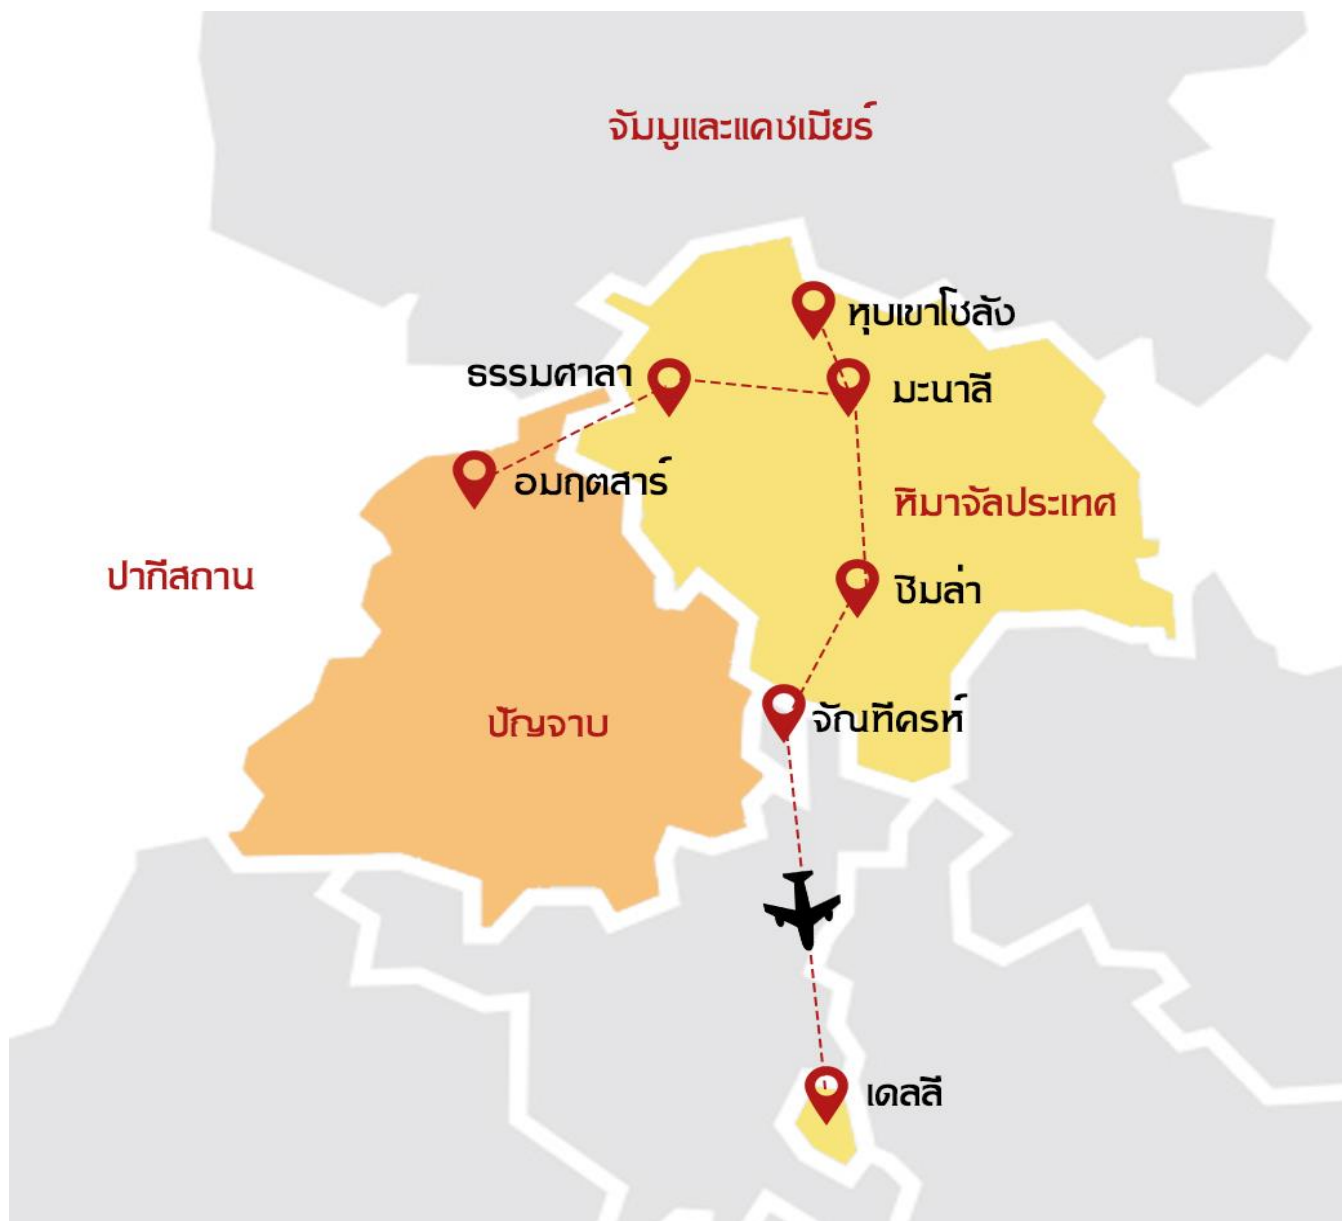 จัมมูและแคชเมียร์
หุบเขาโซลัง
ธรรมศาลา
มะนาลี
อมฤตสาร์
หิมาจัลประเทศ
ปากีสถาน
ชิมล่า
ปัญจาบ
จัณฑีครห์
เดลลี